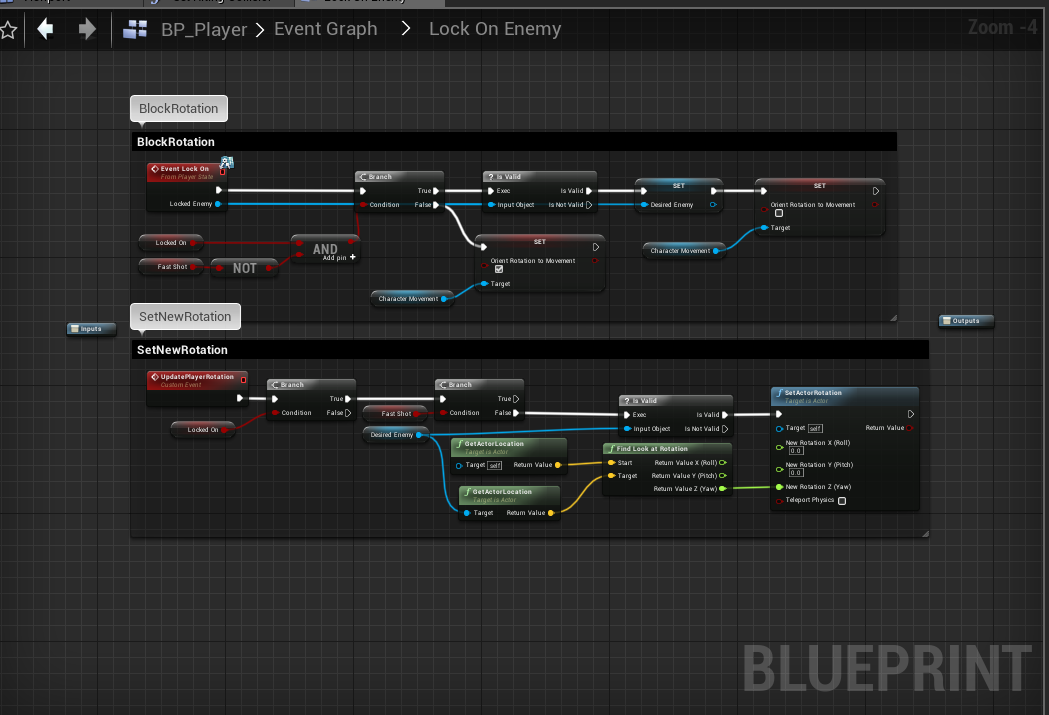 BP_Player > Event Graph > Lock On Enemy
Zoom -4
BlockRotation
BlockRotation
Event Lock On
From Player State
Locked Enemy
Branch
True
Condition False
? Is Valid
Exec Is Valid
Input Object Is Not Valid
SET
Desired Enemy
SET
Orient Rotation to Movement
Target
Locked On
Fast Shot
NOT
AND
Add pin +
SET
Orient Rotation to Movement
Target
Character Movement
Character Movement
SetNewRotation
Inputs
Outputs
SetNewRotation
UpdatePlayerRotation
Custom Event
Locked On
Branch
True
Condition False
Branch
True
Condition False
Fast Shot
Desired Enemy
? Is Valid
Exec Is Valid
Input Object Is Not Valid
f GetActorLocation
Target is Actor
Target self Return Value
f GetActorLocation
Target is Actor
Target Return Value
f Find Look at Rotation
Start Return Value X (Roll)
Target Return Value Y (Pitch)
Return Value Z (Yaw)
f SetActorRotation
Target is Actor
Target self Return Value
New Rotation X (Roll)
0.0
New Rotation Y (Pitch)
0.0
New Rotation Z (Yaw)
Teleport Physics
BLUEPRINT